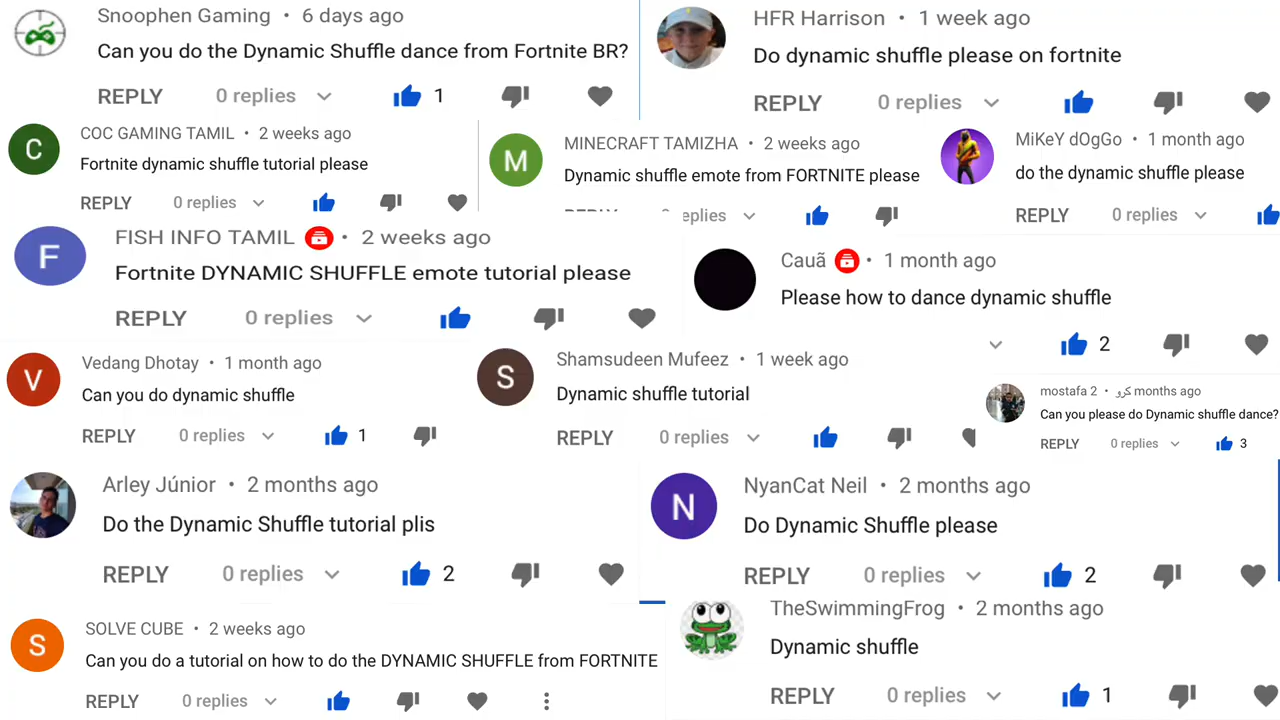 Snoophen Gaming • 6 days ago
Can you do the Dynamic Shuffle dance from Fortnite BR?
REPLY 0 replies 1
HFR Harrison • 1 week ago
Do dynamic shuffle please on fortnite
REPLY 0 replies
C
COC GAMING TAMIL • 2 weeks ago
Fortnite dynamic shuffle tutorial please
REPLY 0 replies
M
MINECRAFT TAMIZHA • 2 weeks ago
Dynamic shuffle emote from FORTNITE please
REPLY eplies
MiKeY dOgGo • 1 month ago
do the dynamic shuffle please
REPLY 0 replies
F
FISH INFO TAMIL • 2 weeks ago
Fortnite DYNAMIC SHUFFLE emote tutorial please
REPLY 0 replies
Cauã • 1 month ago
Please how to dance dynamic shuffle
2
V
Vedang Dhotay • 1 month ago
Can you do dynamic shuffle
REPLY 0 replies 1
S
Shamsudeen Mufeez • 1 week ago
Dynamic shuffle tutorial
REPLY 0 replies
mostafa 2 • كرو months ago
Can you please do Dynamic shuffle dance?
REPLY 0 replies 3
Arley Júnior • 2 months ago
Do the Dynamic Shuffle tutorial plis
REPLY 0 replies 2
N
NyanCat Neil • 2 months ago
Do Dynamic Shuffle please
REPLY 0 replies 2
S
SOLVE CUBE • 2 weeks ago
Can you do a tutorial on how to do the DYNAMIC SHUFFLE from FORTNITE
REPLY 0 replies
TheSwimmingFrog • 2 months ago
Dynamic shuffle
REPLY 0 replies 1